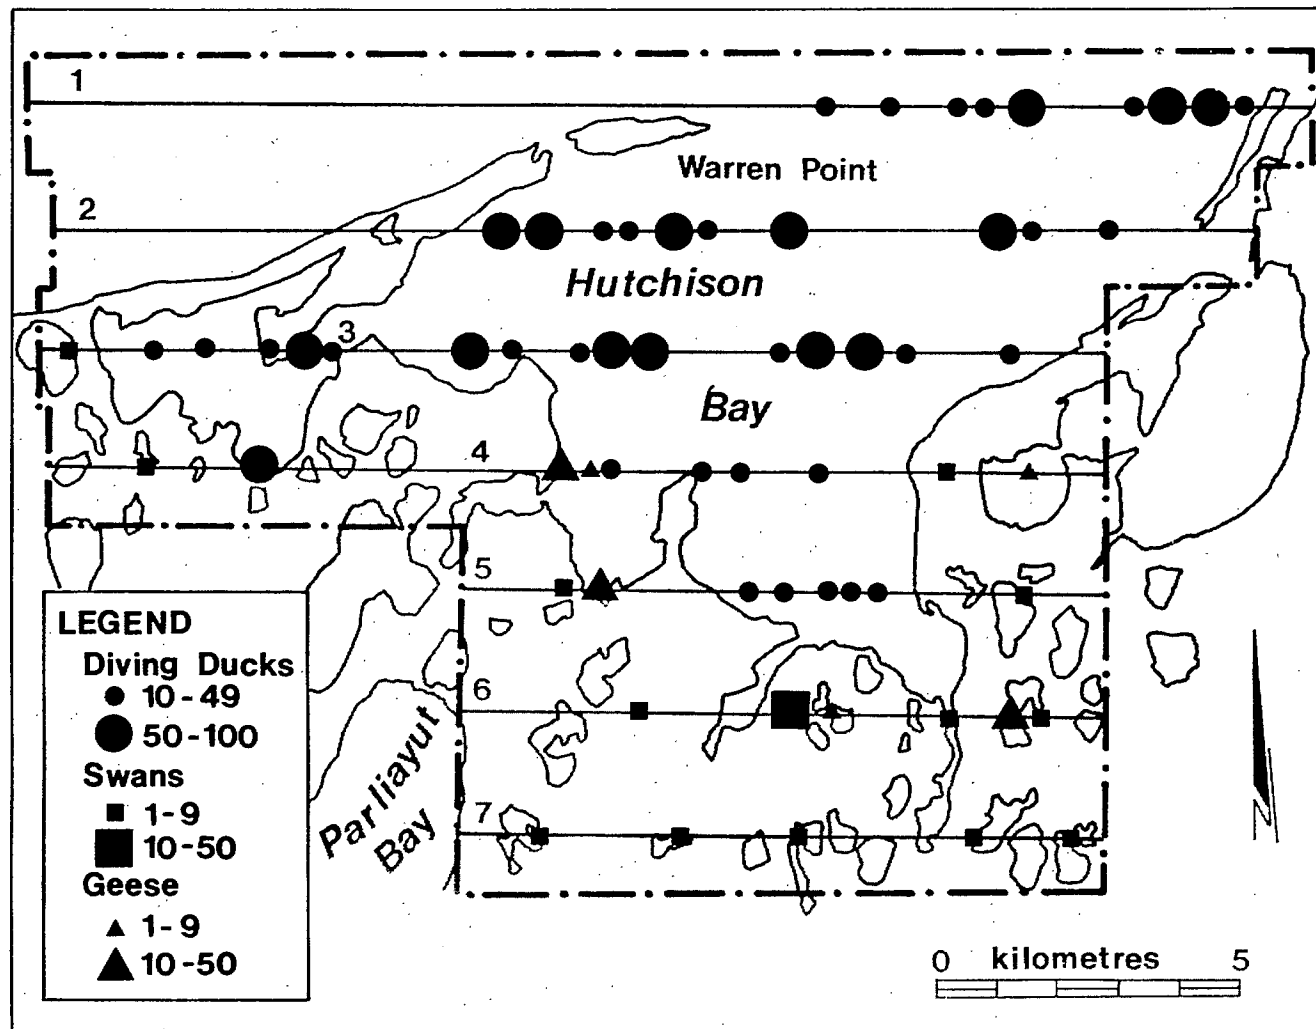 1
Warren Point
2
Hutchison
3
Bay
4
5
6
7
Parliayut
Bay
LEGEND
Diving Ducks
10-49
50-100
Swans
1-9
10-50
Geese
1-9
10-50
0 kilometres 5
N